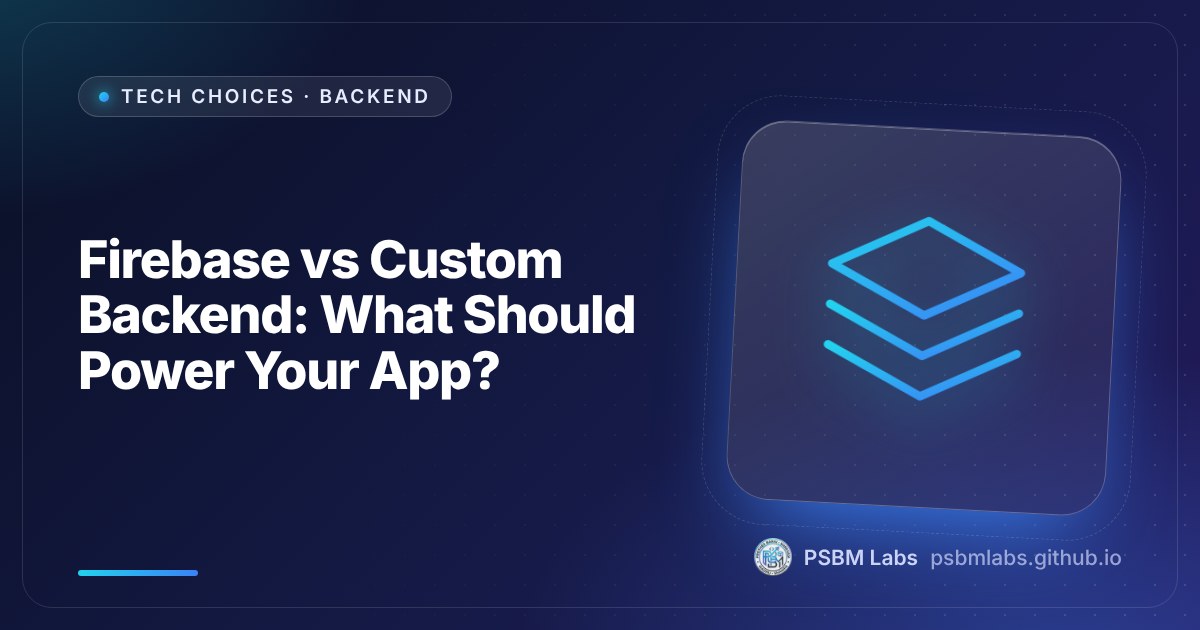 TECH CHOICES · BACKEND
Firebase vs Custom
Backend: What Should
Power Your App?
PSBM Labs psbmlabs.github.io